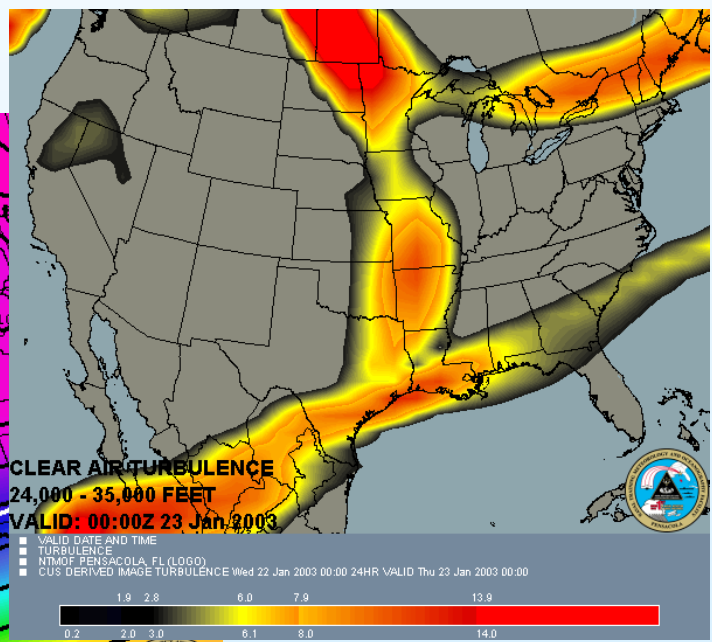 CLEAR AIR TURBULENCE
24,000 - 35,000 FEET
VALID: 00:00Z 23 Jan 2003
VALID DATE AND TIME
TURBULENCE
NTMOF PENSACOLA, FL (LOGO)
CUS DERIVED IMAGE TURBULENCE Wed 22 Jan 2003 00:00 24HR VALID Thu 23 Jan 2003 00:00
1.9 2.8 6.0 7.9 13.9
0.2 2.0 3.0 6.1 8.0 14.0
PENSACOLA